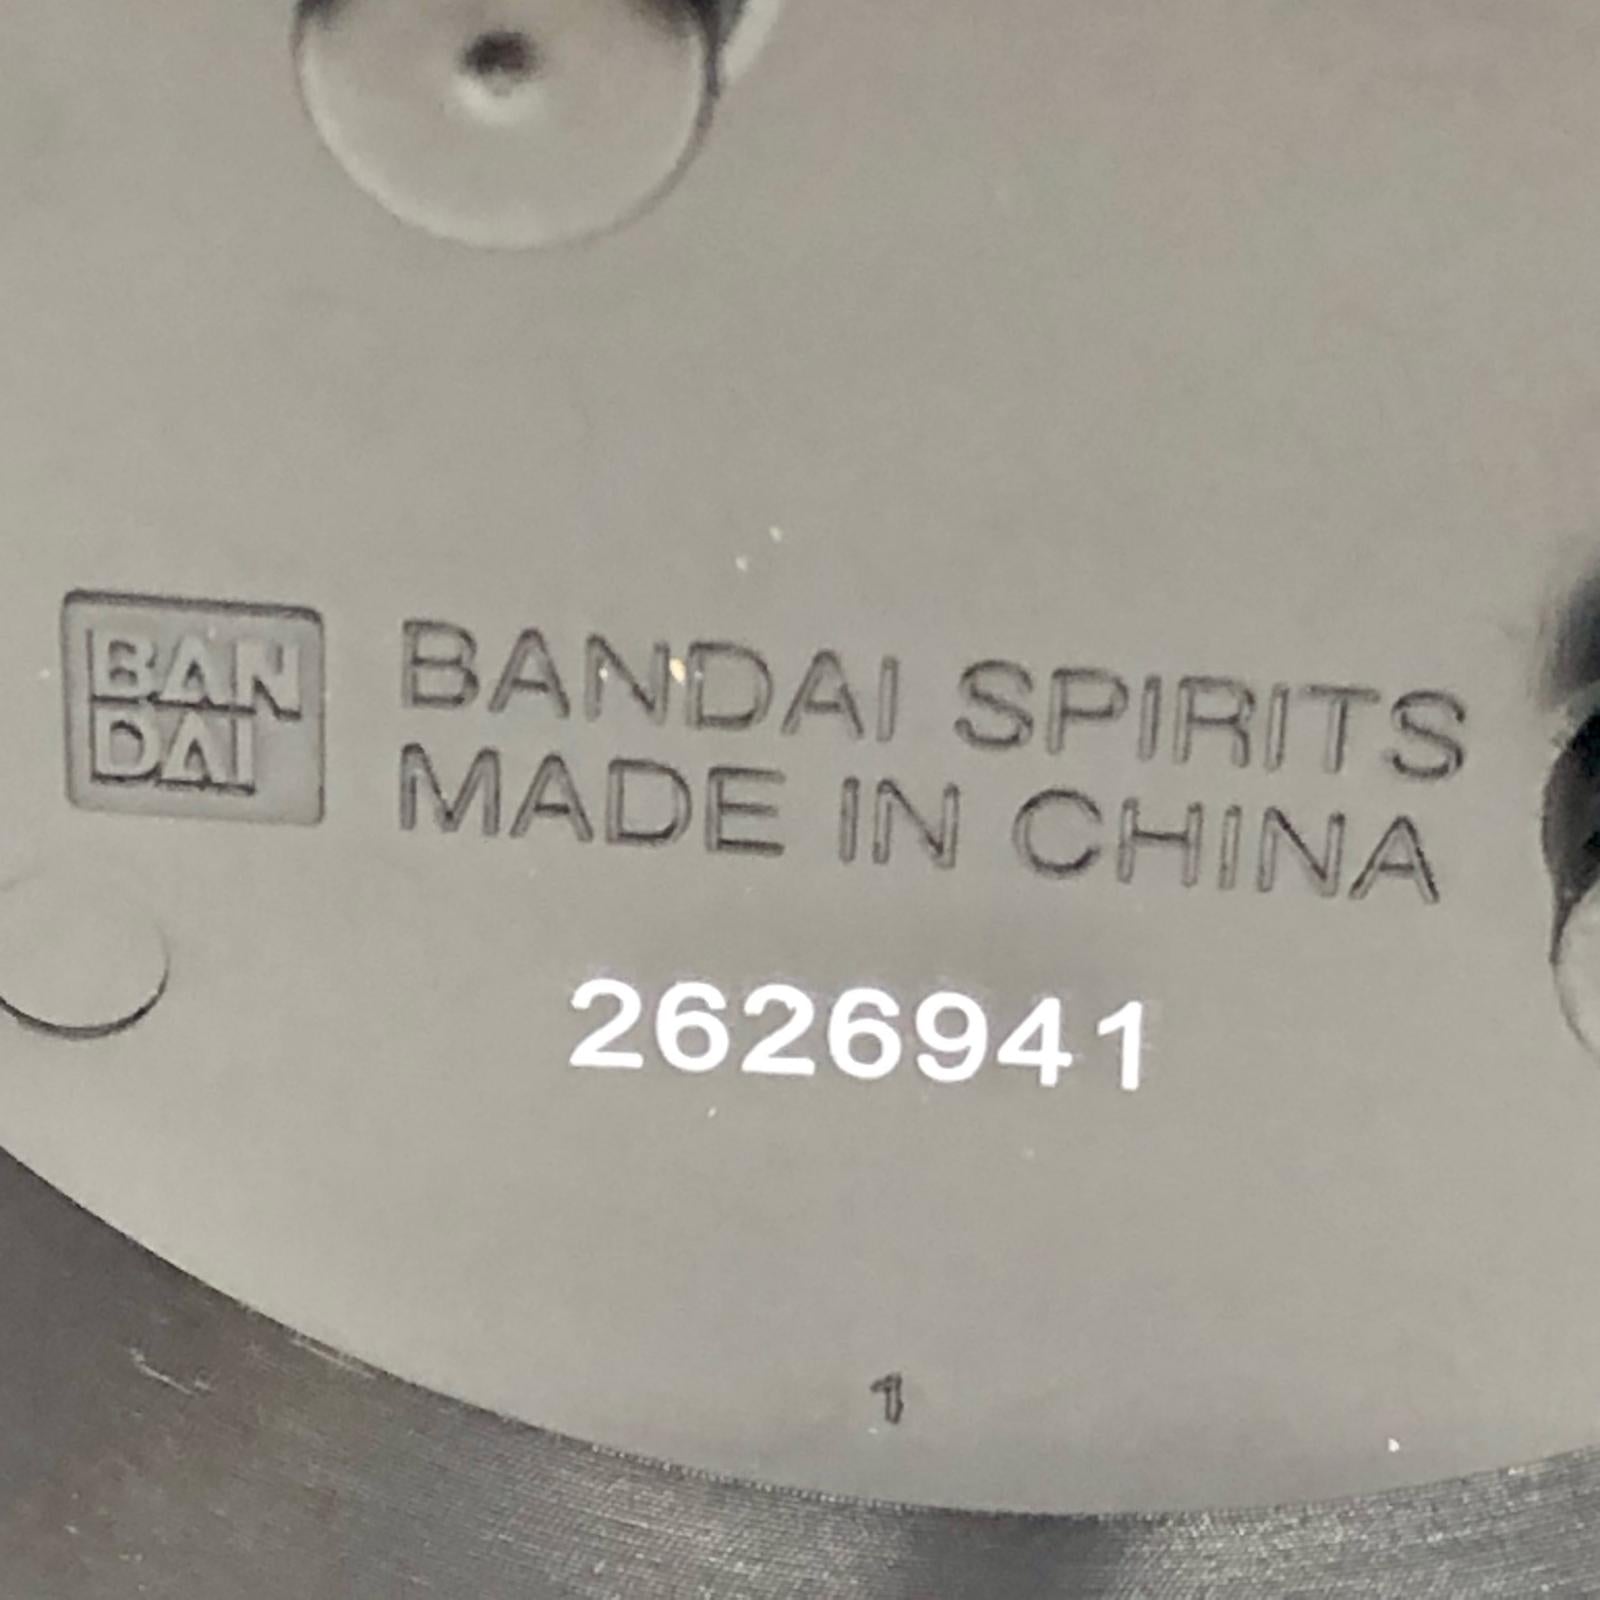 BAN
DAI
BANDAI SPIRITS
MADE IN CHINA
2626941
1